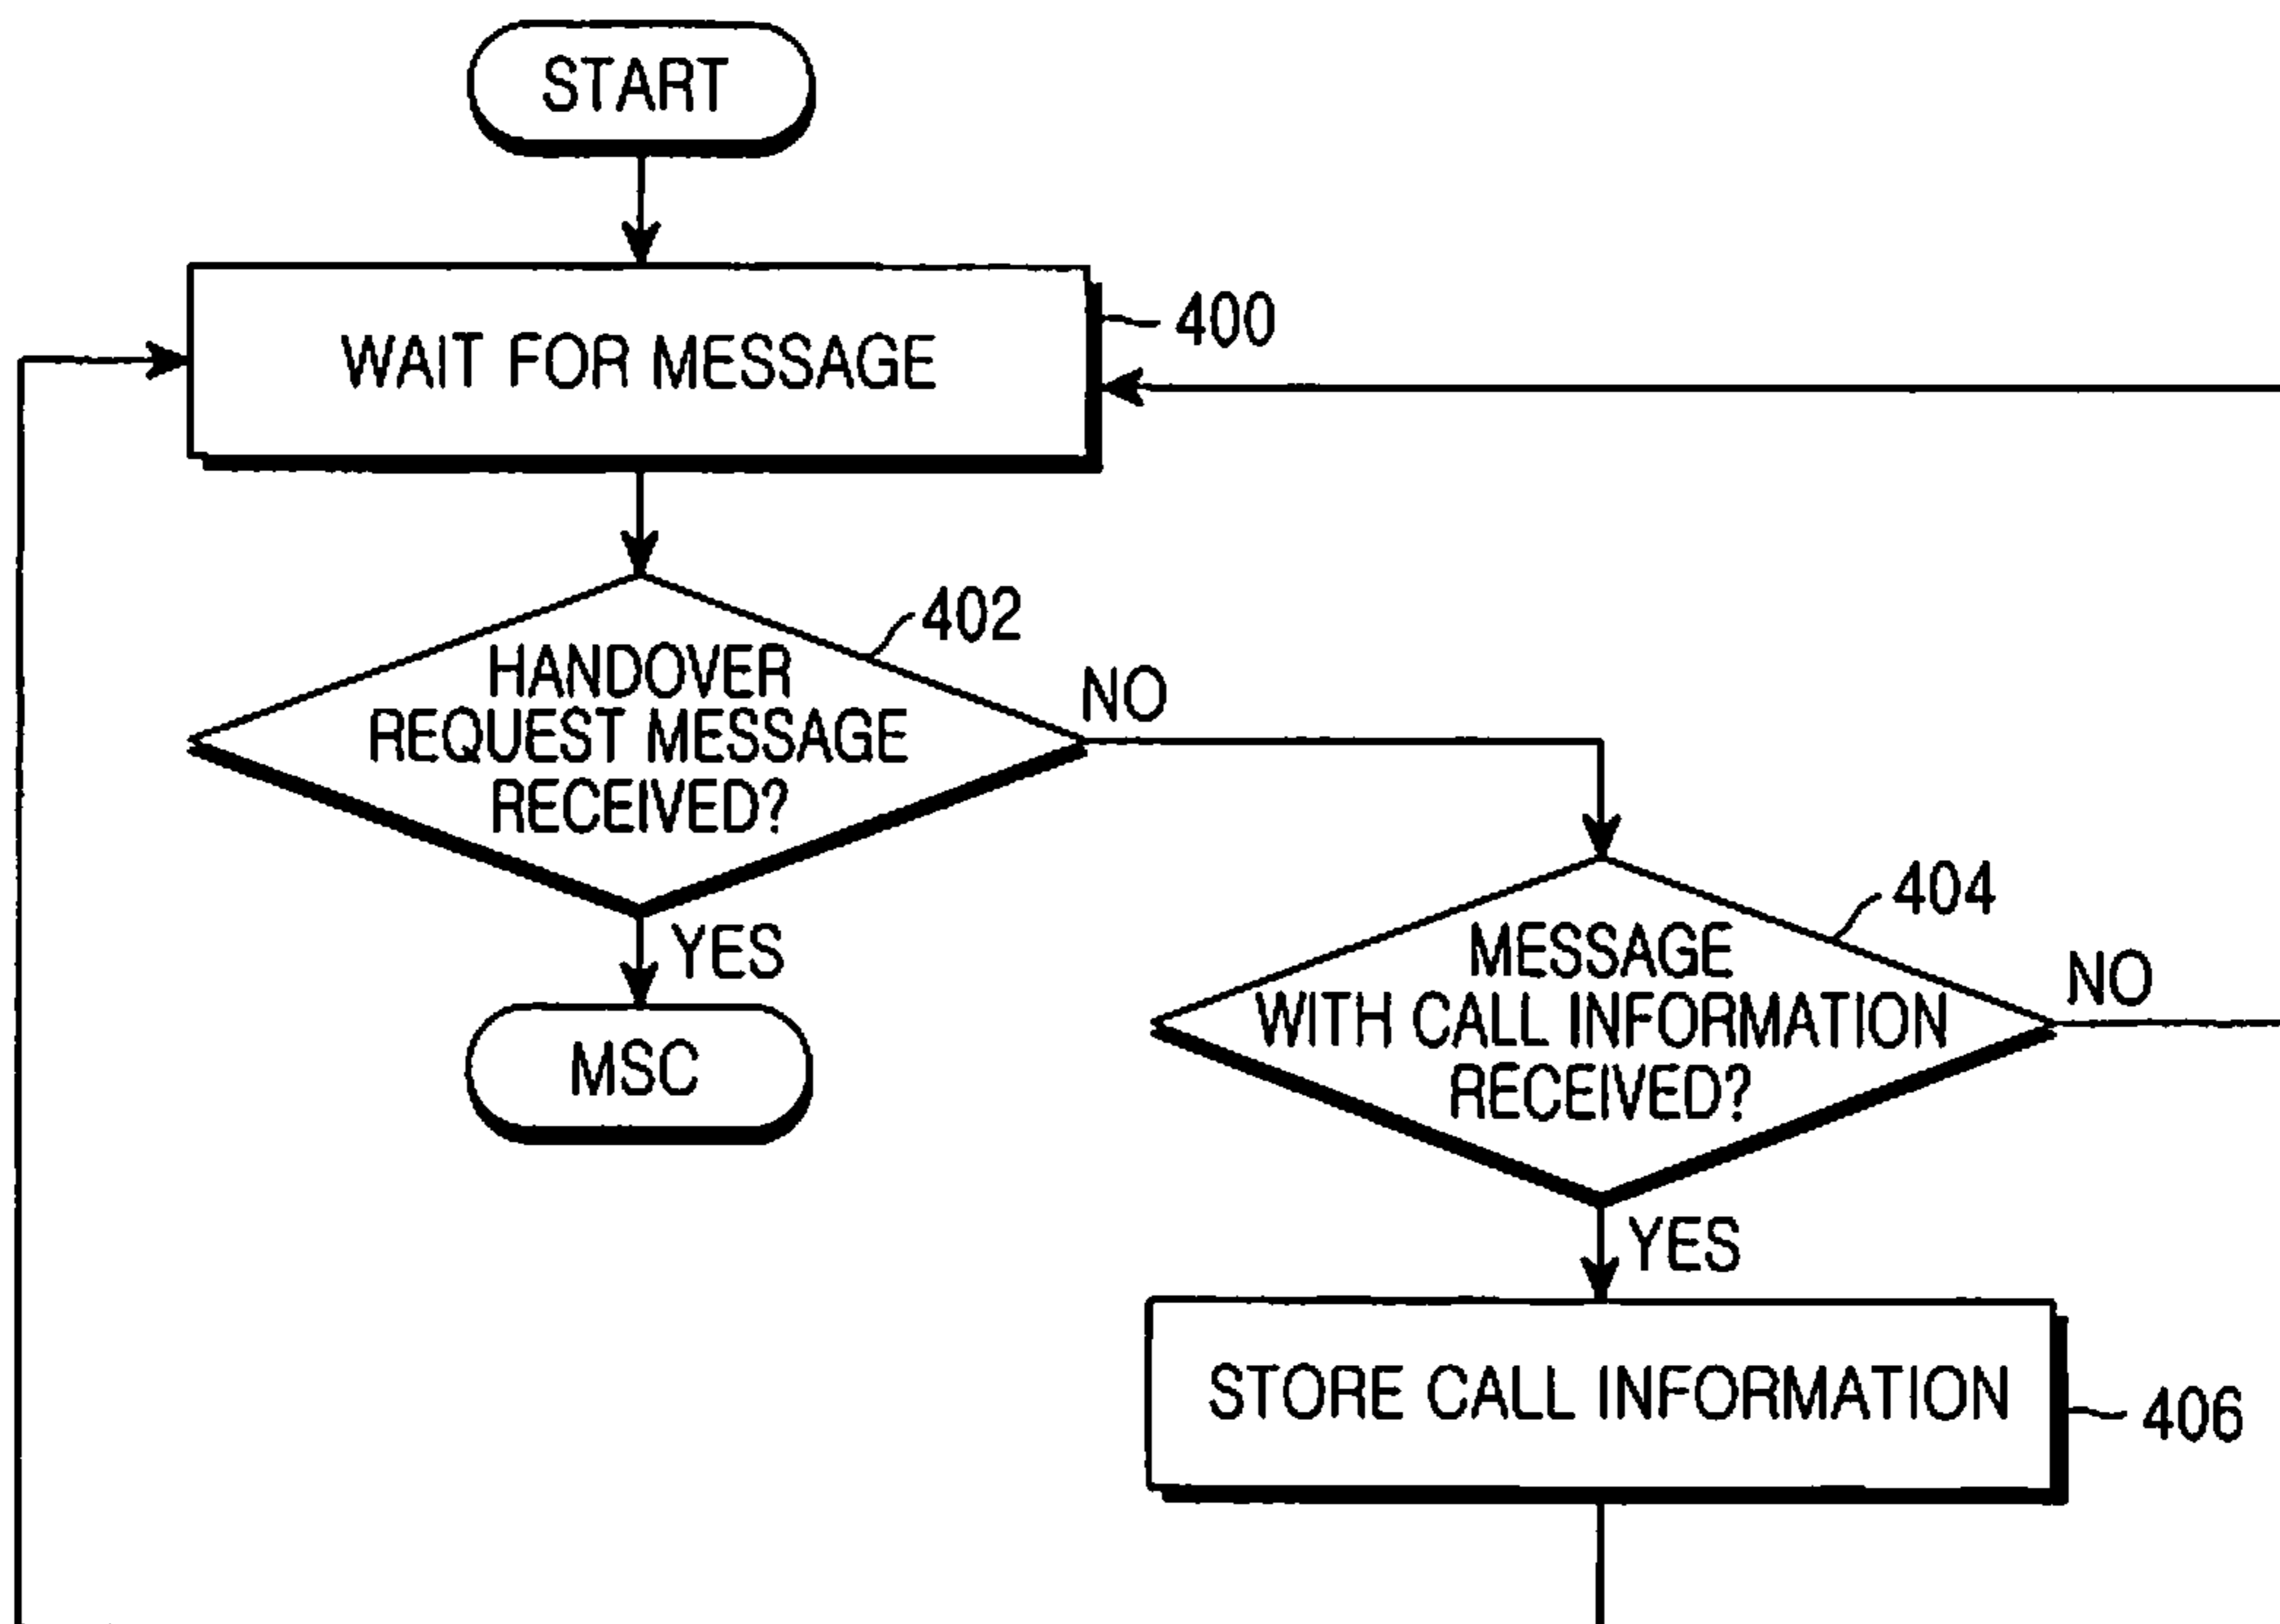 START
WAIT FOR MESSAGE
400
402
HANDOVER
REQUEST MESSAGE
RECEIVED?
NO
YES
MSC
404
MESSAGE
WITH CALL INFORMATION
RECEIVED?
NO
YES
STORE CALL INFORMATION
406